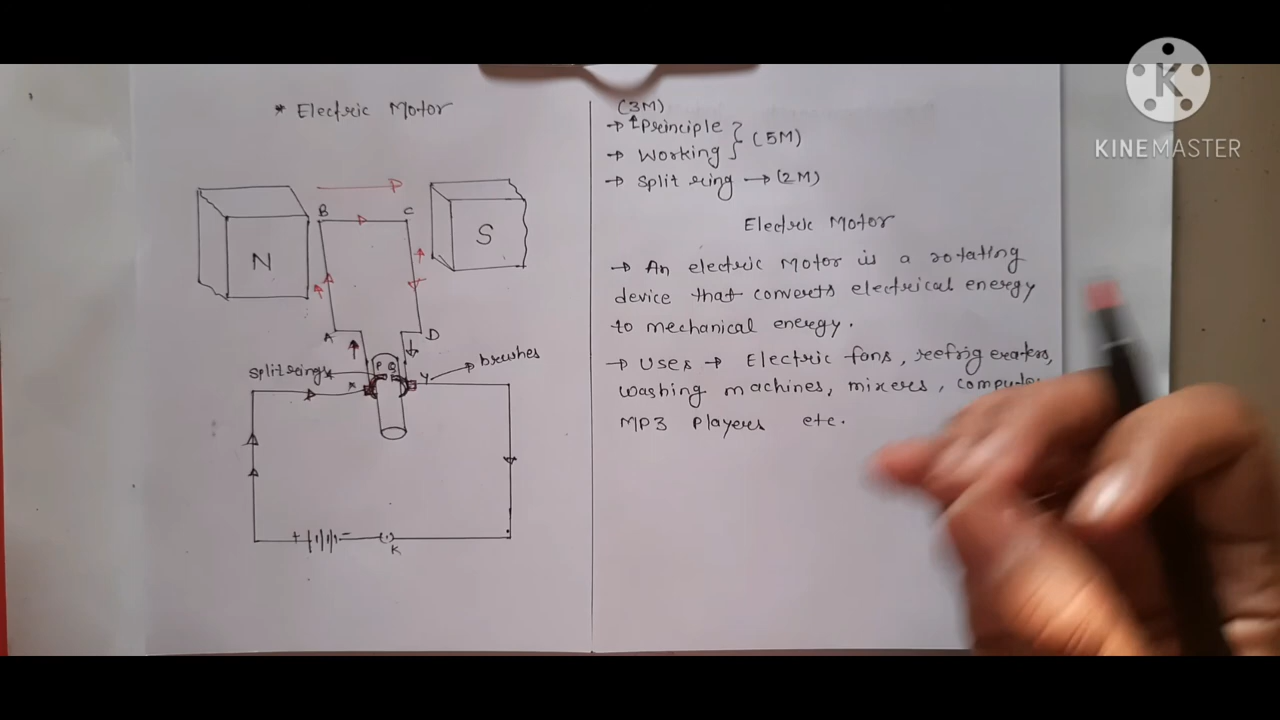 * Electric Motor
N
S
B
C
A
D
P Q
X
Y
split rings
brushes
+
-
K
(3M)
→ Principle
→ Working } (5M)
→ split ring → (2M)
Electric Motor
→ An electric Motor is a rotating
device that converts electrical energy
to mechanical energy.
→ Uses → Electric fans, reefrigeraters,
washing machines, mixers,
MP3 Players etc.
K
KINEMASTER